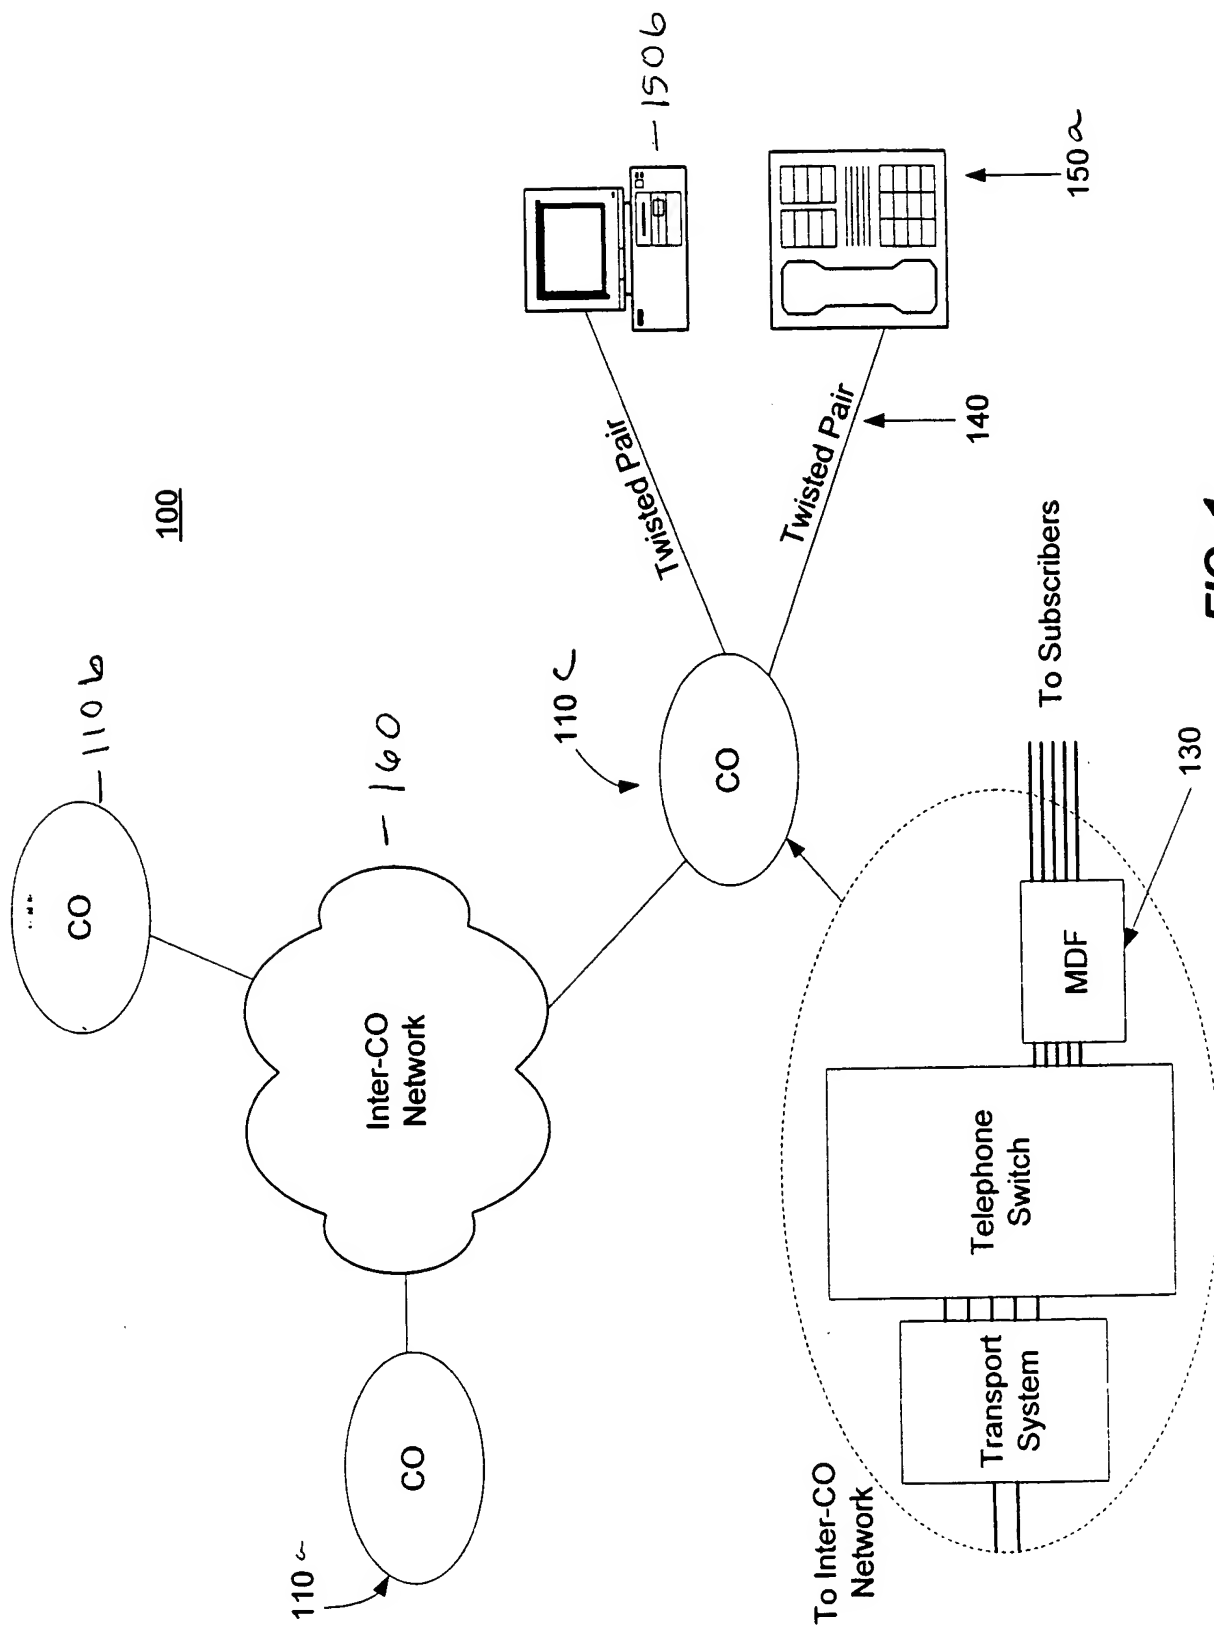 100
CO
110b
Inter-CO
Network
160
CO
110a
110c
CO
Twisted Pair
Twisted Pair
150b
150a
140
To Inter-CO
Network
Transport
System
Telephone
Switch
MDF
130
To Subscribers